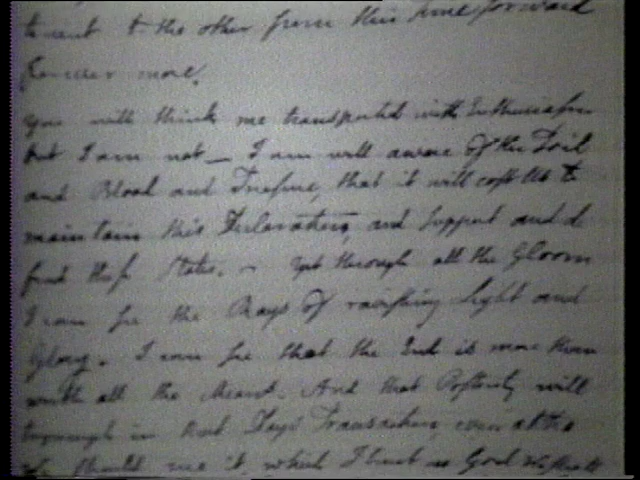 tinent to the other from this Time forward
forever more.
You will think me transported with Enthusiasm
but I am not — I am well aware of the Toil
and Blood and Treasure, that it will cost Us to
maintain this Declaration, and support and de
fend these States. — Yet through all the Gloom
I can see the Rays of ravishing Light and
Glory. I can see that the End is more than
worth all the Means. And that Posterity will
tryumph in that Days Transaction, even altho
We should rue it, which I trust in God We shall